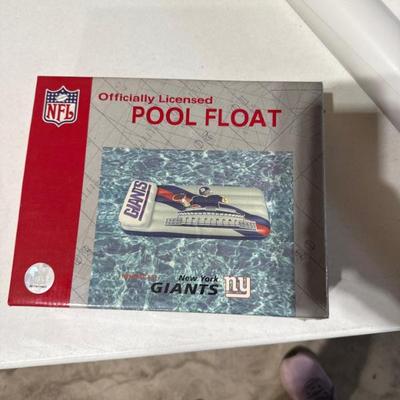 NFL
Officially Licensed
POOL FLOAT
GIANTS
New York
GIANTS
ny